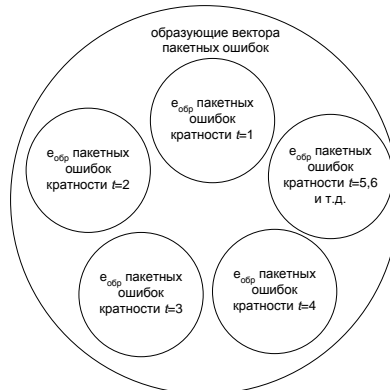 образующие вектора
пакетных ошибок
eобр пакетных
ошибок
кратности t=1
eобр пакетных
ошибок
кратности t=2
eобр пакетных
ошибок
кратности t=5,6
и т.д.
eобр пакетных
ошибок
кратности t=3
eобр пакетных
ошибок
кратности t=4